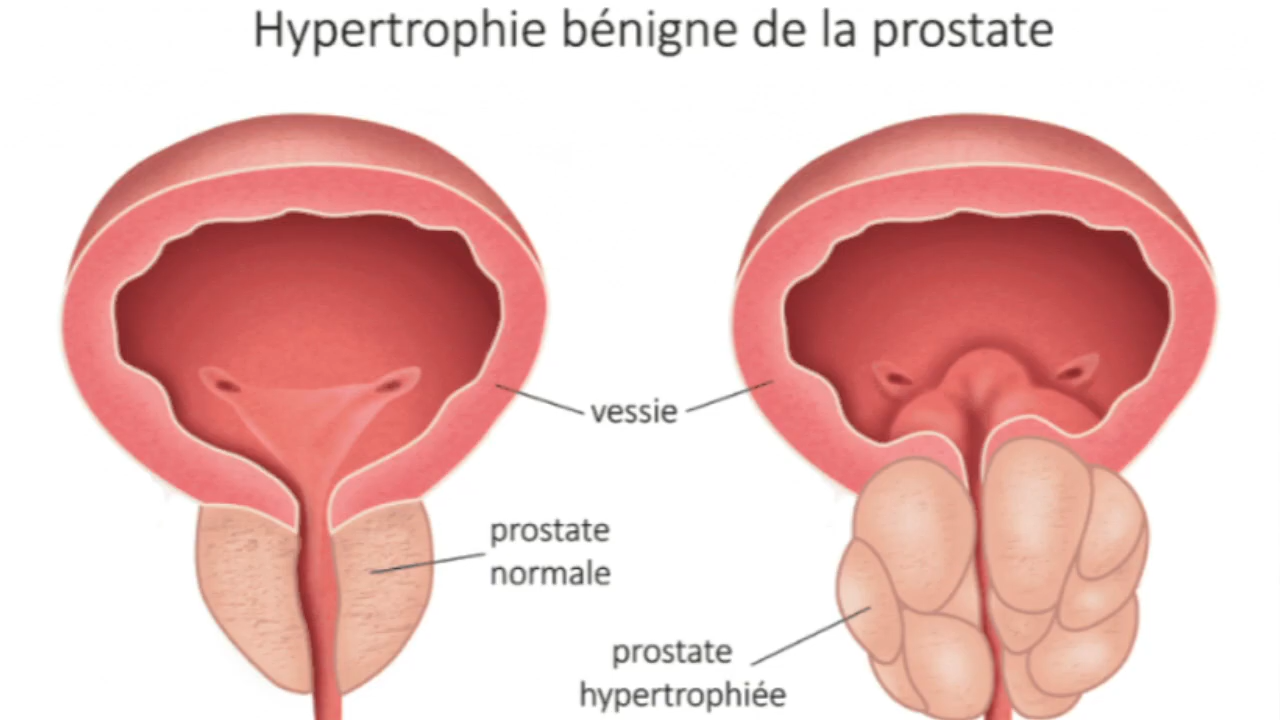 Hypertrophie bénigne de la prostate
vessie
prostate
normale
prostate
hypertrophiée